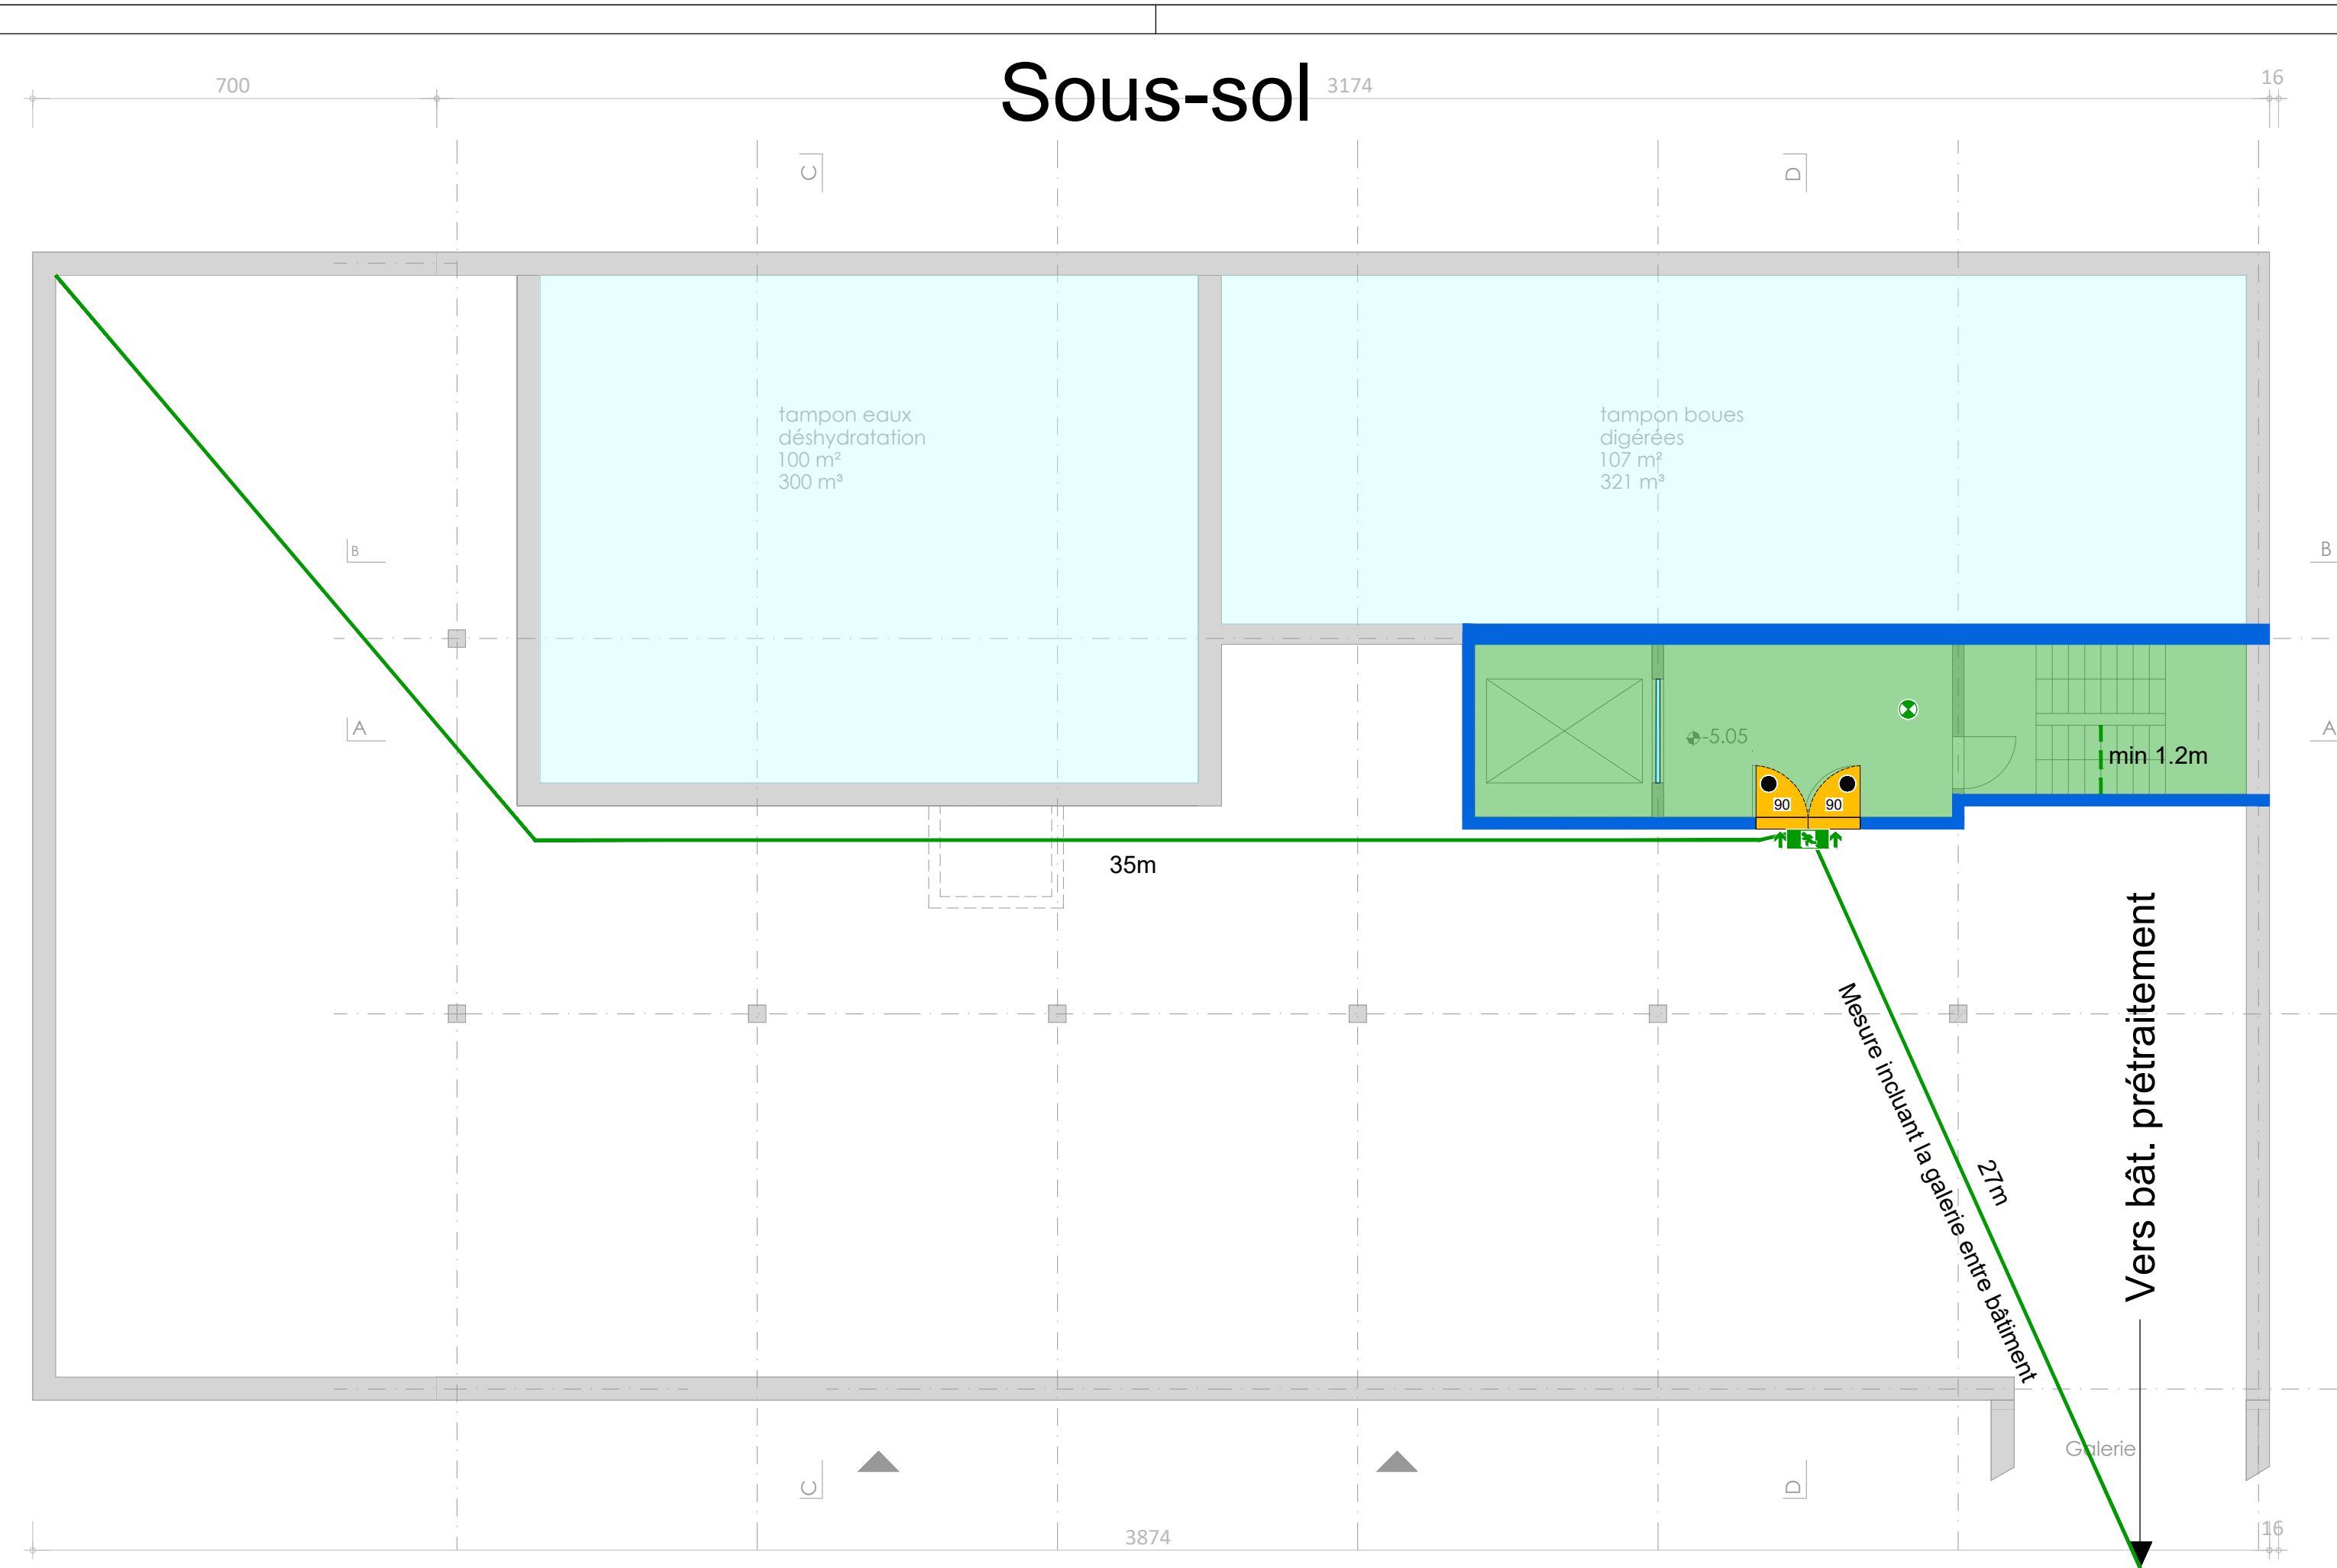 Sous-sol
700
3174
16
C
D
tampon eaux
déshydratation
100 m²
300 m³
tampon boues
digérées
107 m²
321 m³
B
B
A
A
-5.05
min 1.2m
90
90
35m
Mesure incluant la galerie entre bâtiment
27m
Vers bât. prétraitement
Galerie
C
D
3874
16